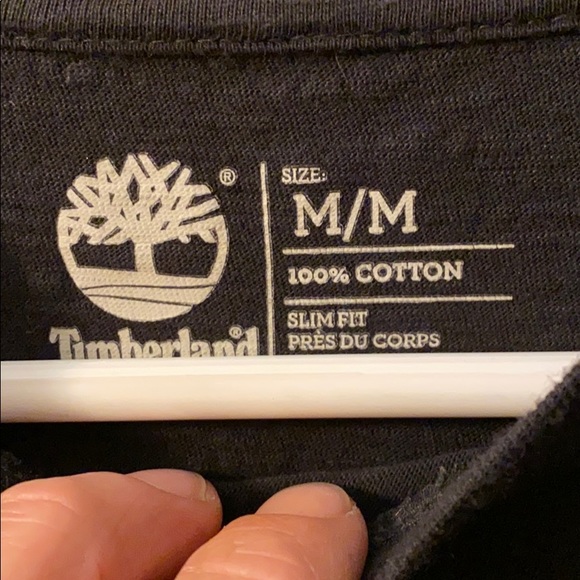 ®
Timberland®
SIZE:
M/M
100% COTTON
SLIM FIT
PRÈS DU CORPS